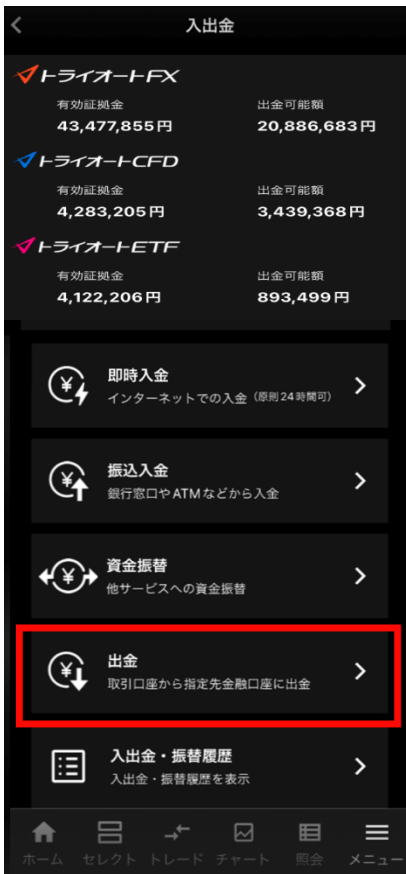 入出金
トライオートFX
有効証拠金 出金可能額
43,477,855円 20,886,683円
トライオートCFD
有効証拠金 出金可能額
4,283,205円 3,439,368円
トライオートETF
有効証拠金 出金可能額
4,122,206円 893,499円
即時入金
インターネットでの入金（原則24時間可）
振込入金
銀行窓口やATMなどから入金
資金振替
他サービスへの資金振替
出金
取引口座から指定先金融口座に出金
入出金・振替履歴
入出金・振替履歴を表示
ホーム セレクト トレード チャート 照会 メニュー